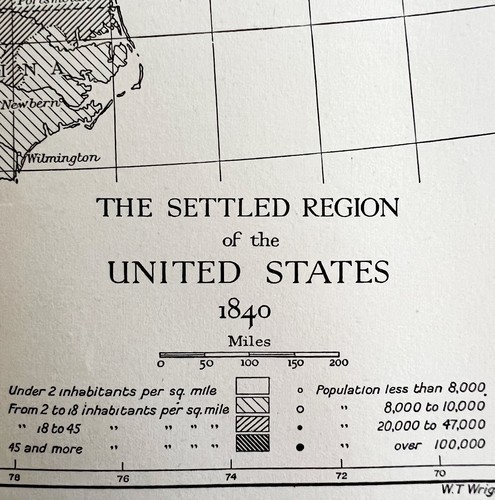 Portsmouth
I N A
Newbern
Wilmington
THE SETTLED REGION
of the
UNITED STATES
1840
Miles
0 50 100 150 200
Under 2 inhabitants per sq. mile
From 2 to 18 inhabitants per sq. mile
" 18 to 45 " " " "
45 and more " " " "
Population less than 8,000
" 8,000 to 10,000
" 20,000 to 47,000
" over 100,000
78 76 74 72 70
W.T Wrig